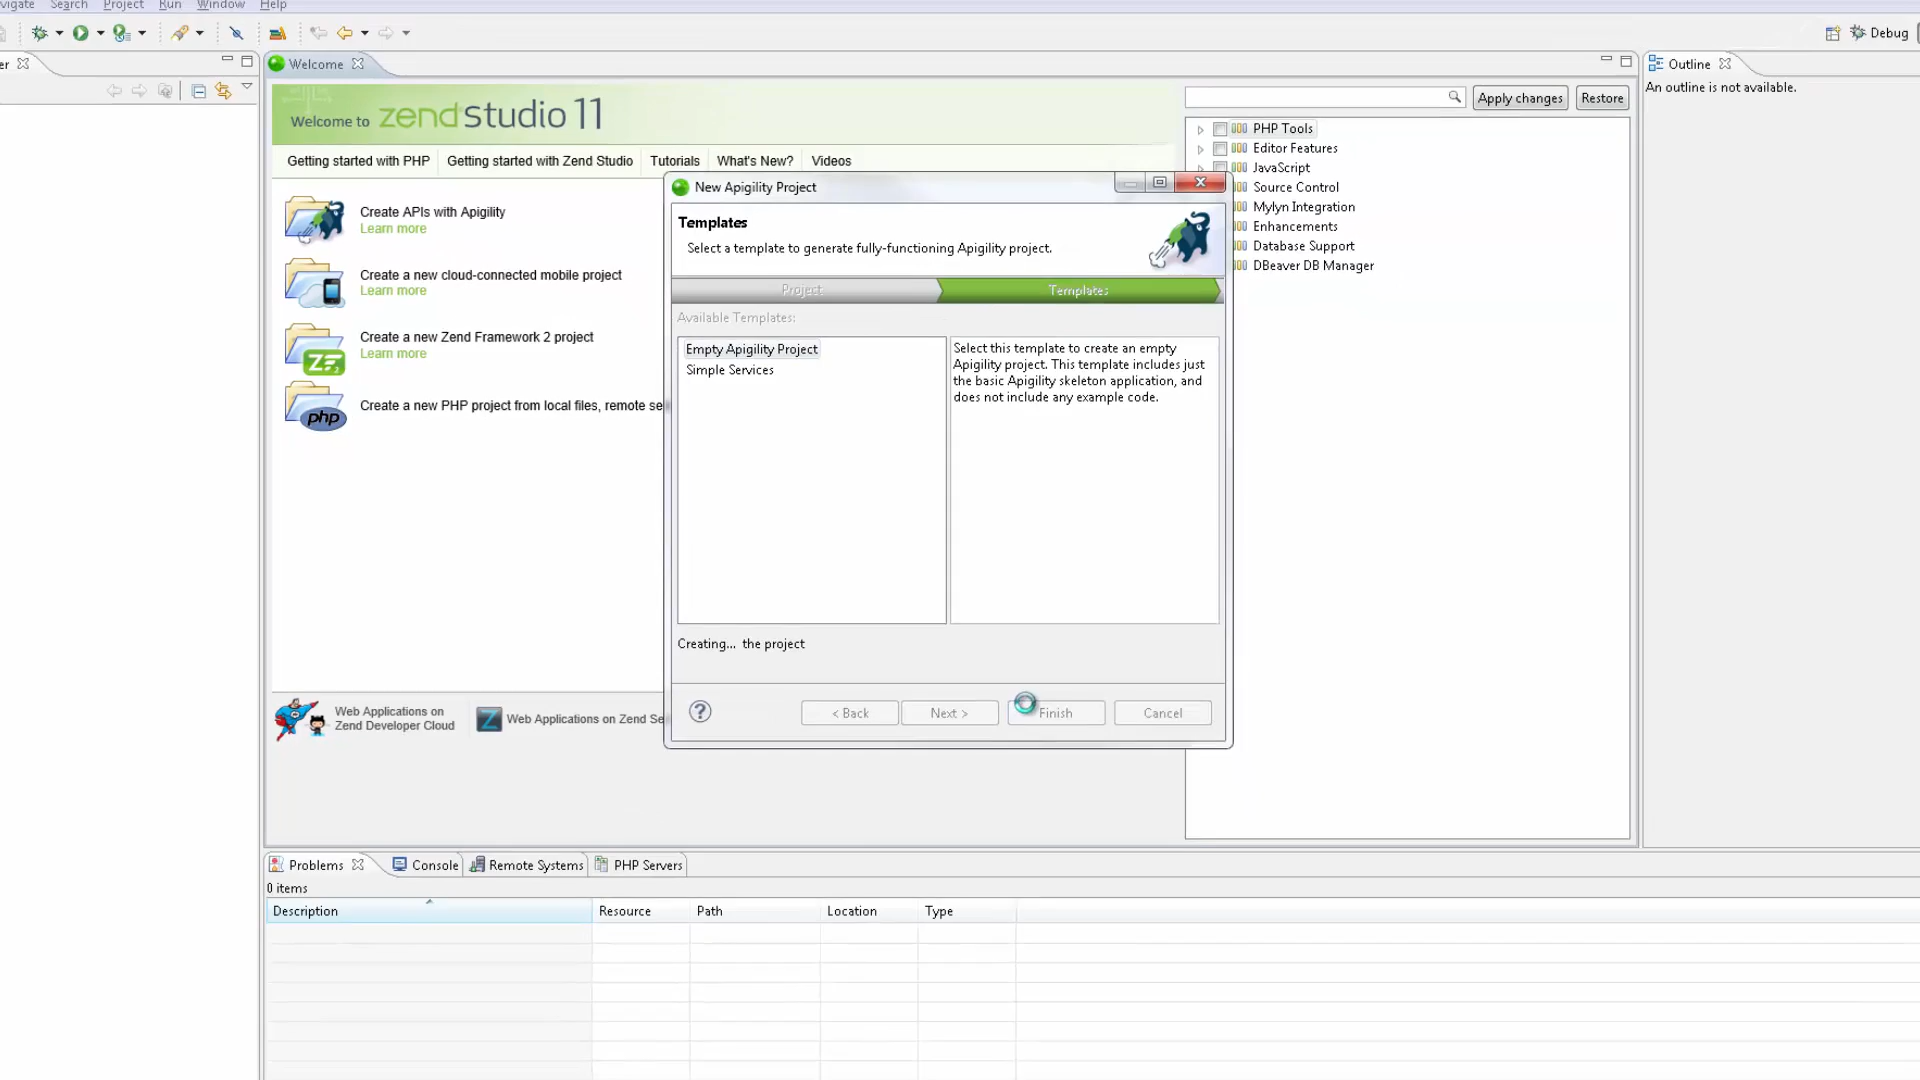 vigate Search Project Run Window Help
Debug
er
Welcome
Outline
An outline is not available.
Welcome to zend studio 11
Apply changes Restore
Getting started with PHP Getting started with Zend Studio Tutorials What's New? Videos
PHP Tools
Editor Features
JavaScript
Source Control
Mylyn Integration
Enhancements
Database Support
DBeaver DB Manager
Create APIs with Apigility
Learn more
Create a new cloud-connected mobile project
Learn more
Create a new Zend Framework 2 project
Learn more
ZF2
Create a new PHP project from local files, remote se
php
Web Applications on
Zend Developer Cloud
Z
Web Applications on Zend Se
New Apigility Project
Templates
Select a template to generate fully-functioning Apigility project.
Project Templates
Available Templates:
Empty Apigility Project
Simple Services
Select this template to create an empty
Apigility project. This template includes just
the basic Apigility skeleton application, and
does not include any example code.
Creating... the project
?
< Back Next > Finish Cancel
Problems Console Remote Systems PHP Servers
0 items
Description Resource Path Location Type